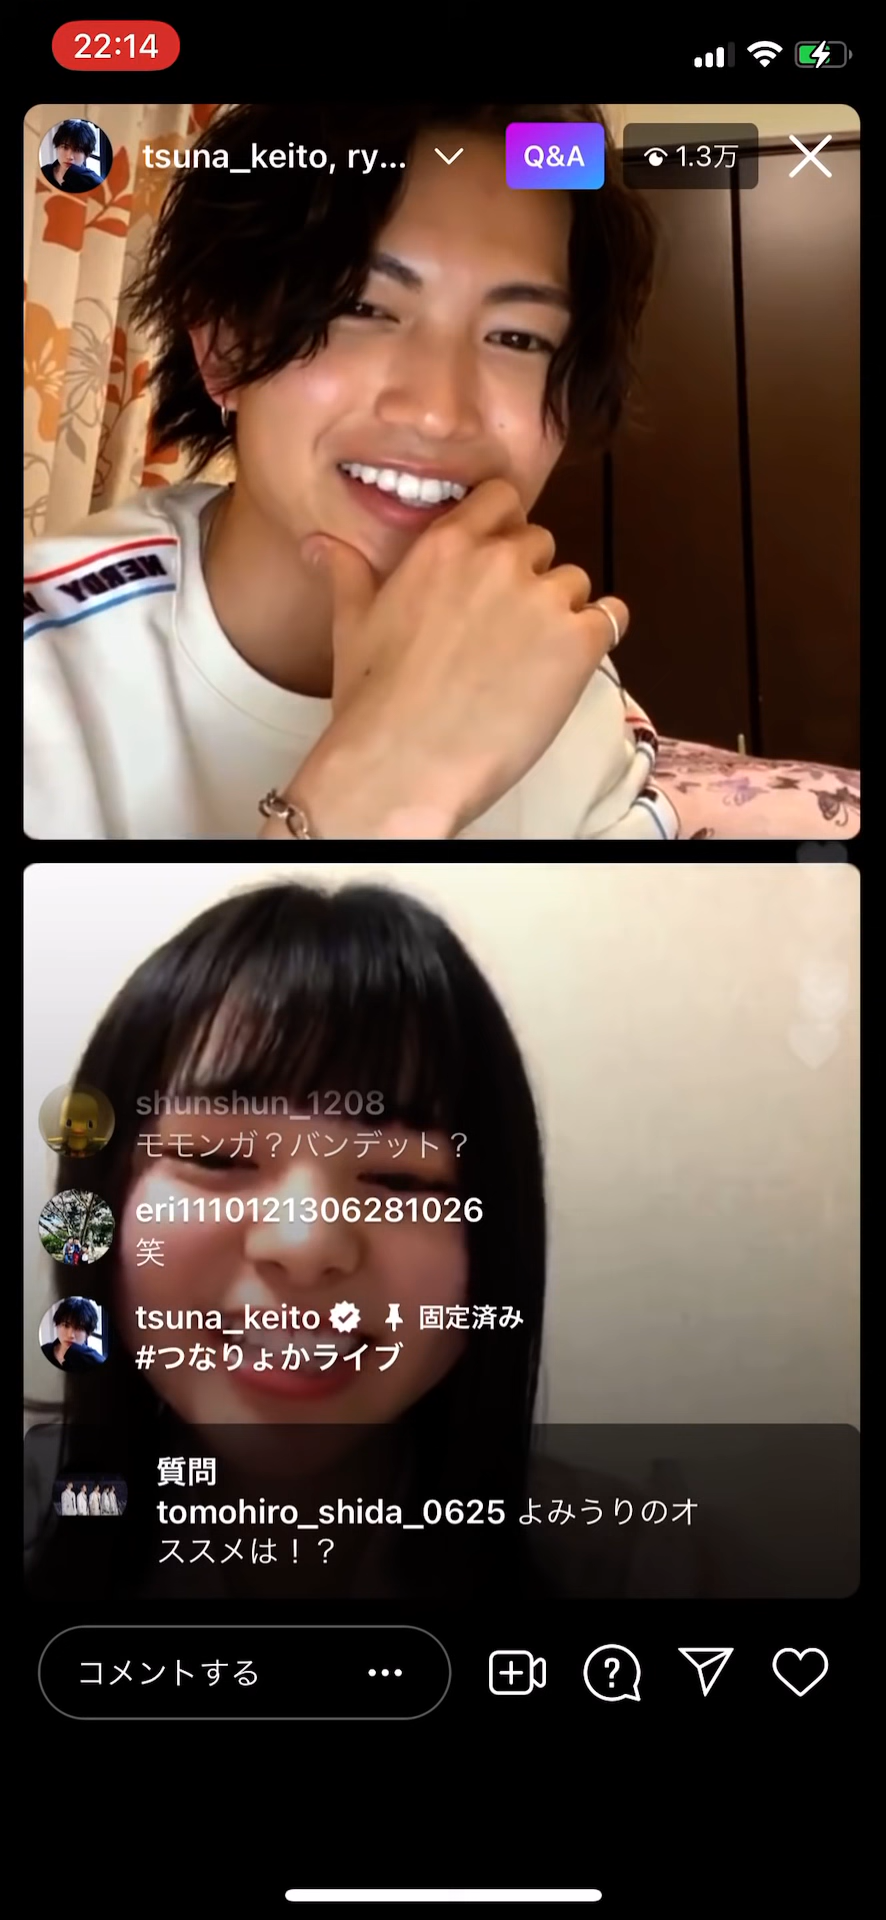 22:14
tsuna_keito, ry...
Q&A
1.3万
NERDY
shunshun_1208
モモンガ？バンデット？
eri1110121306281026
笑
tsuna_keito 固定済み
#つなりょかライブ
質問
tomohiro_shida_0625 よみうりのオ
ススメは！？
コメントする